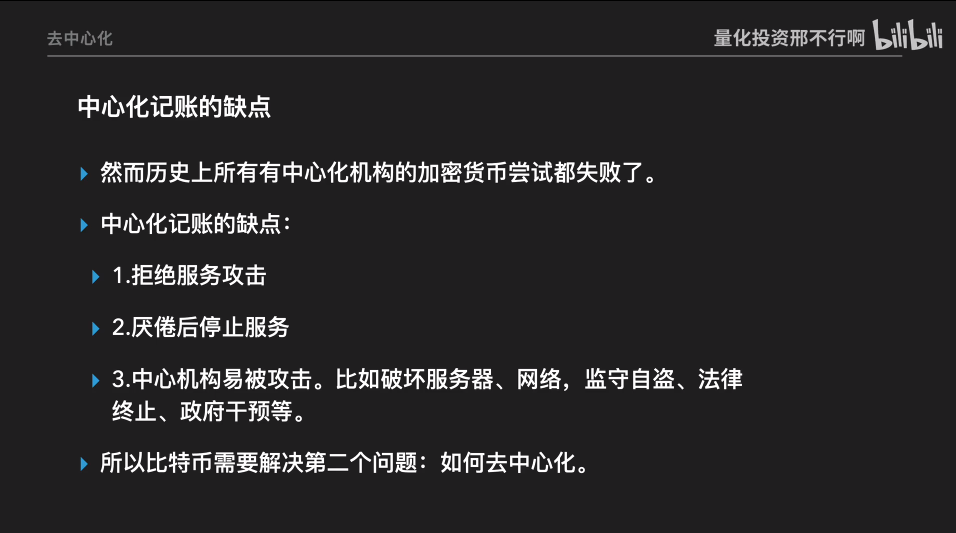 去中心化
量化投资邢不行啊 bilibili
中心化记账的缺点
然而历史上所有有中心化机构的加密货币尝试都失败了。
中心化记账的缺点：
1.拒绝服务攻击
2.厌倦后停止服务
3.中心机构易被攻击。比如破坏服务器、网络，监守自盗、法律
终止、政府干预等。
所以比特币需要解决第二个问题：如何去中心化。